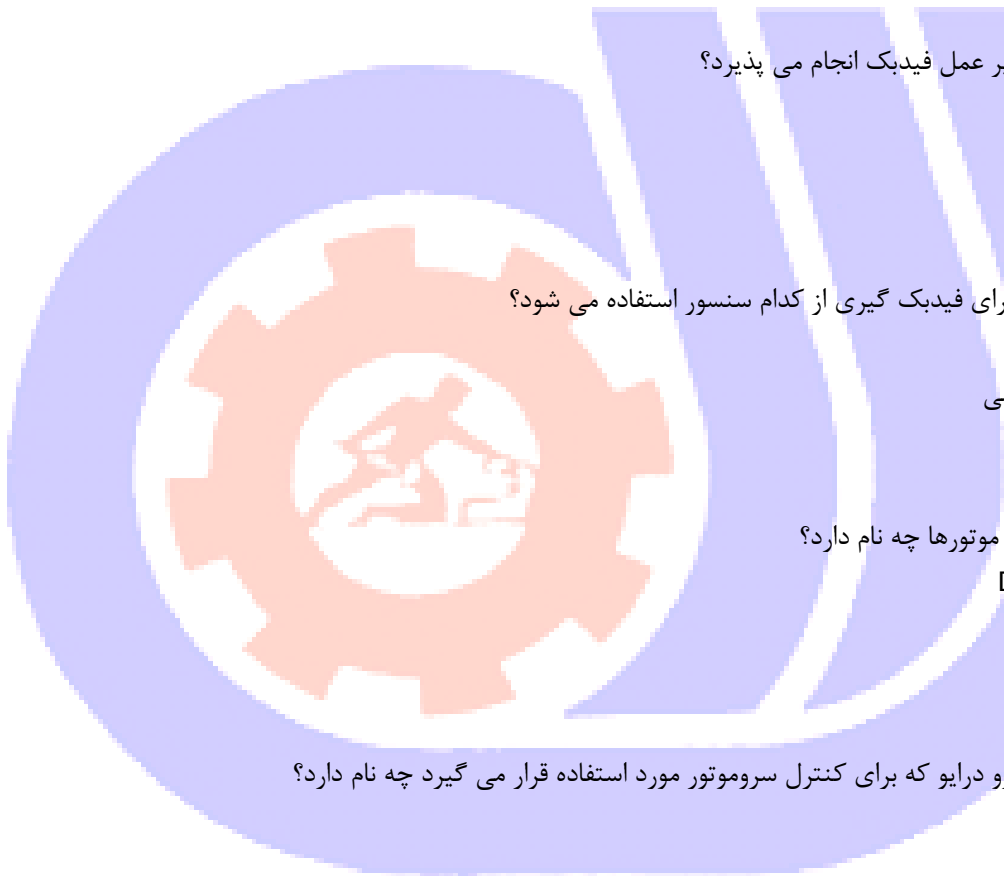 بر عمل فیدبک انجام می پذیرد؟
رای فیدبک گیری از کدام سنسور استفاده می شود؟
ی
موتورها چه نام دارد؟
و درایو که برای کنترل سروموتور مورد استفاده قرار می گیرد چه نام دارد؟